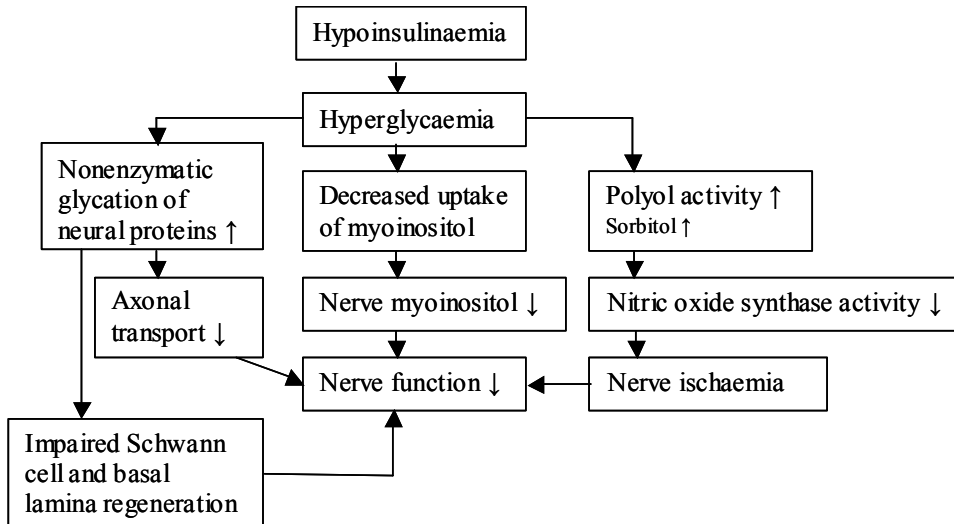 Hypoinsulinaemia
Hyperglycaemia
Nonenzymatic
glycation of
neural proteins ↑
Decreased uptake
of myoinositol
Polyol activity ↑
Sorbitol ↑
Axonal
transport ↓
Nerve myoinositol ↓
Nitric oxide synthase activity ↓
Nerve function ↓
Nerve ischaemia
Impaired Schwann
cell and basal
lamina regeneration